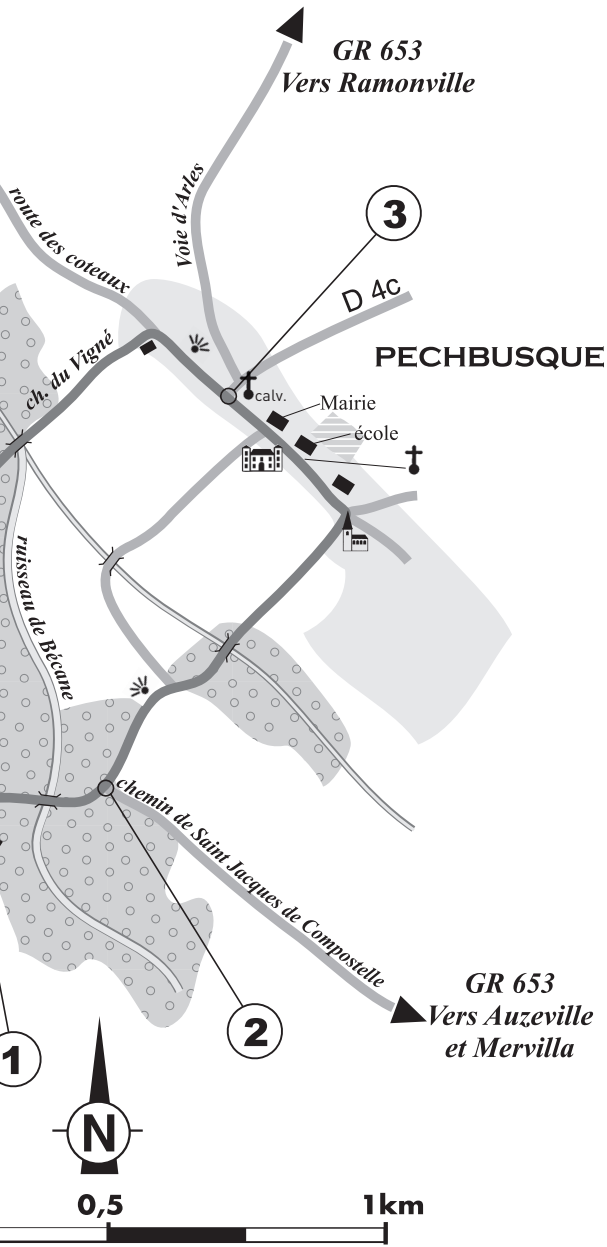 GR 653
Vers Ramonville
route des coteaux
Voie d'Arles
3
D 4c
PECHBUSQUE
ch. du Vigné
calv.
Mairie
école
ruisseau de Bécane
chemin de Saint Jacques de Compostelle
GR 653
Vers Auzeville
et Mervilla
2
1
N
0,5
1km